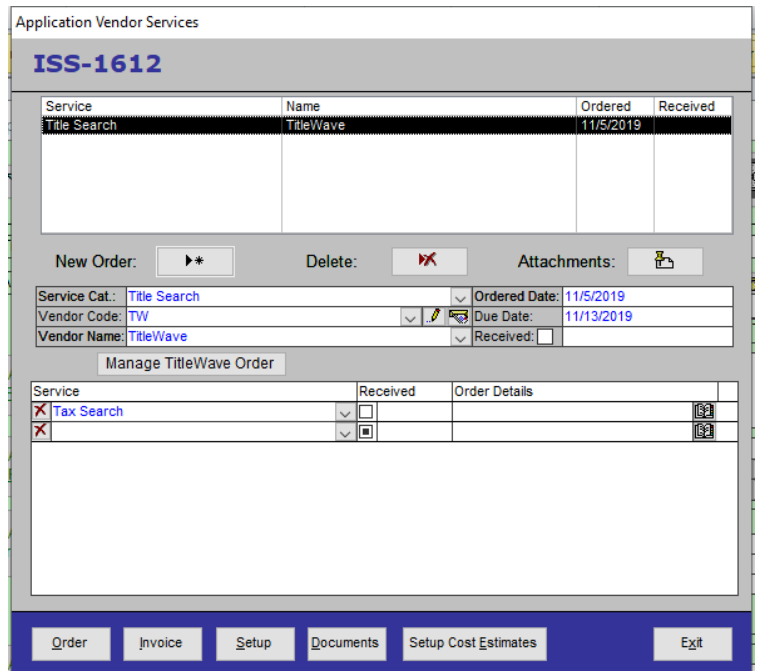 Application Vendor Services
ISS-1612
Service Name Ordered Received
Title Search TitleWave 11/5/2019
New Order: Delete: Attachments:
Service Cat.: Title Search Ordered Date: 11/5/2019
Vendor Code: TW Due Date: 11/13/2019
Vendor Name: TitleWave Received:
Manage TitleWave Order
Service Received Order Details
Tax Search
Order Invoice Setup Documents Setup Cost Estimates Exit